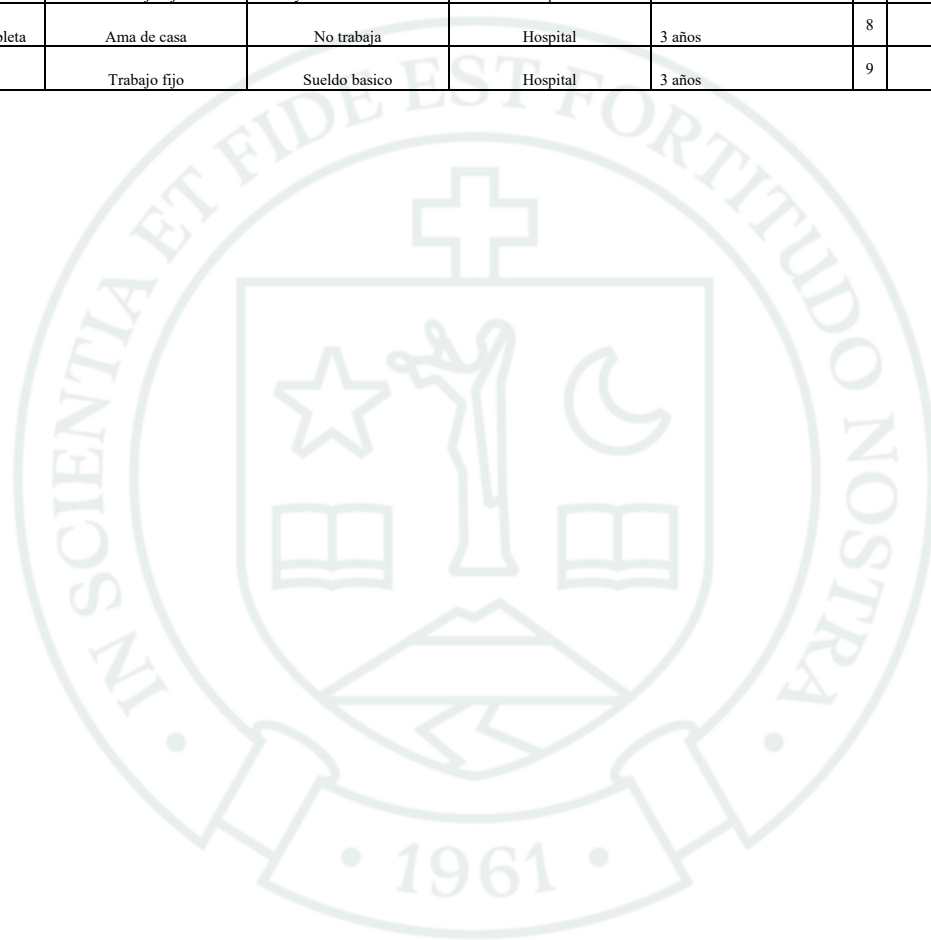 Ama de casa No trabaja Hospital 3 años 8
Trabajo fijo Sueldo basico Hospital 3 años 9
IN SCIENTIA ET FIDE EST FORTITUDO NOSTRA
• 1961 •